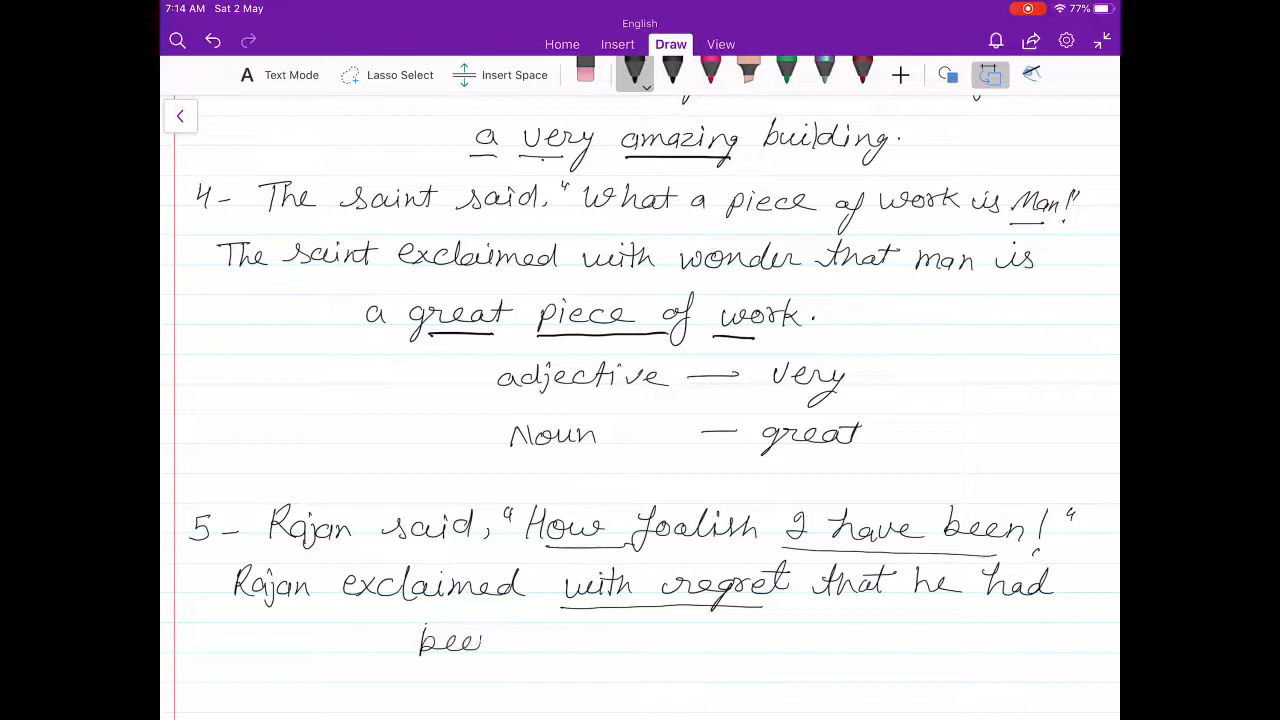 7:14 AM Sat 2 May
77%
English
Home Insert Draw View
A Text Mode Lasso Select Insert Space
a very amazing building.
4 - The saint said, "What a piece of work is Man!"
The saint exclaimed with wonder that man is
a great piece of work.
adjective → very
Noun — great
5 - Rajan said, "How foolish I have been!"
Rajan exclaimed with regret that he had
bee